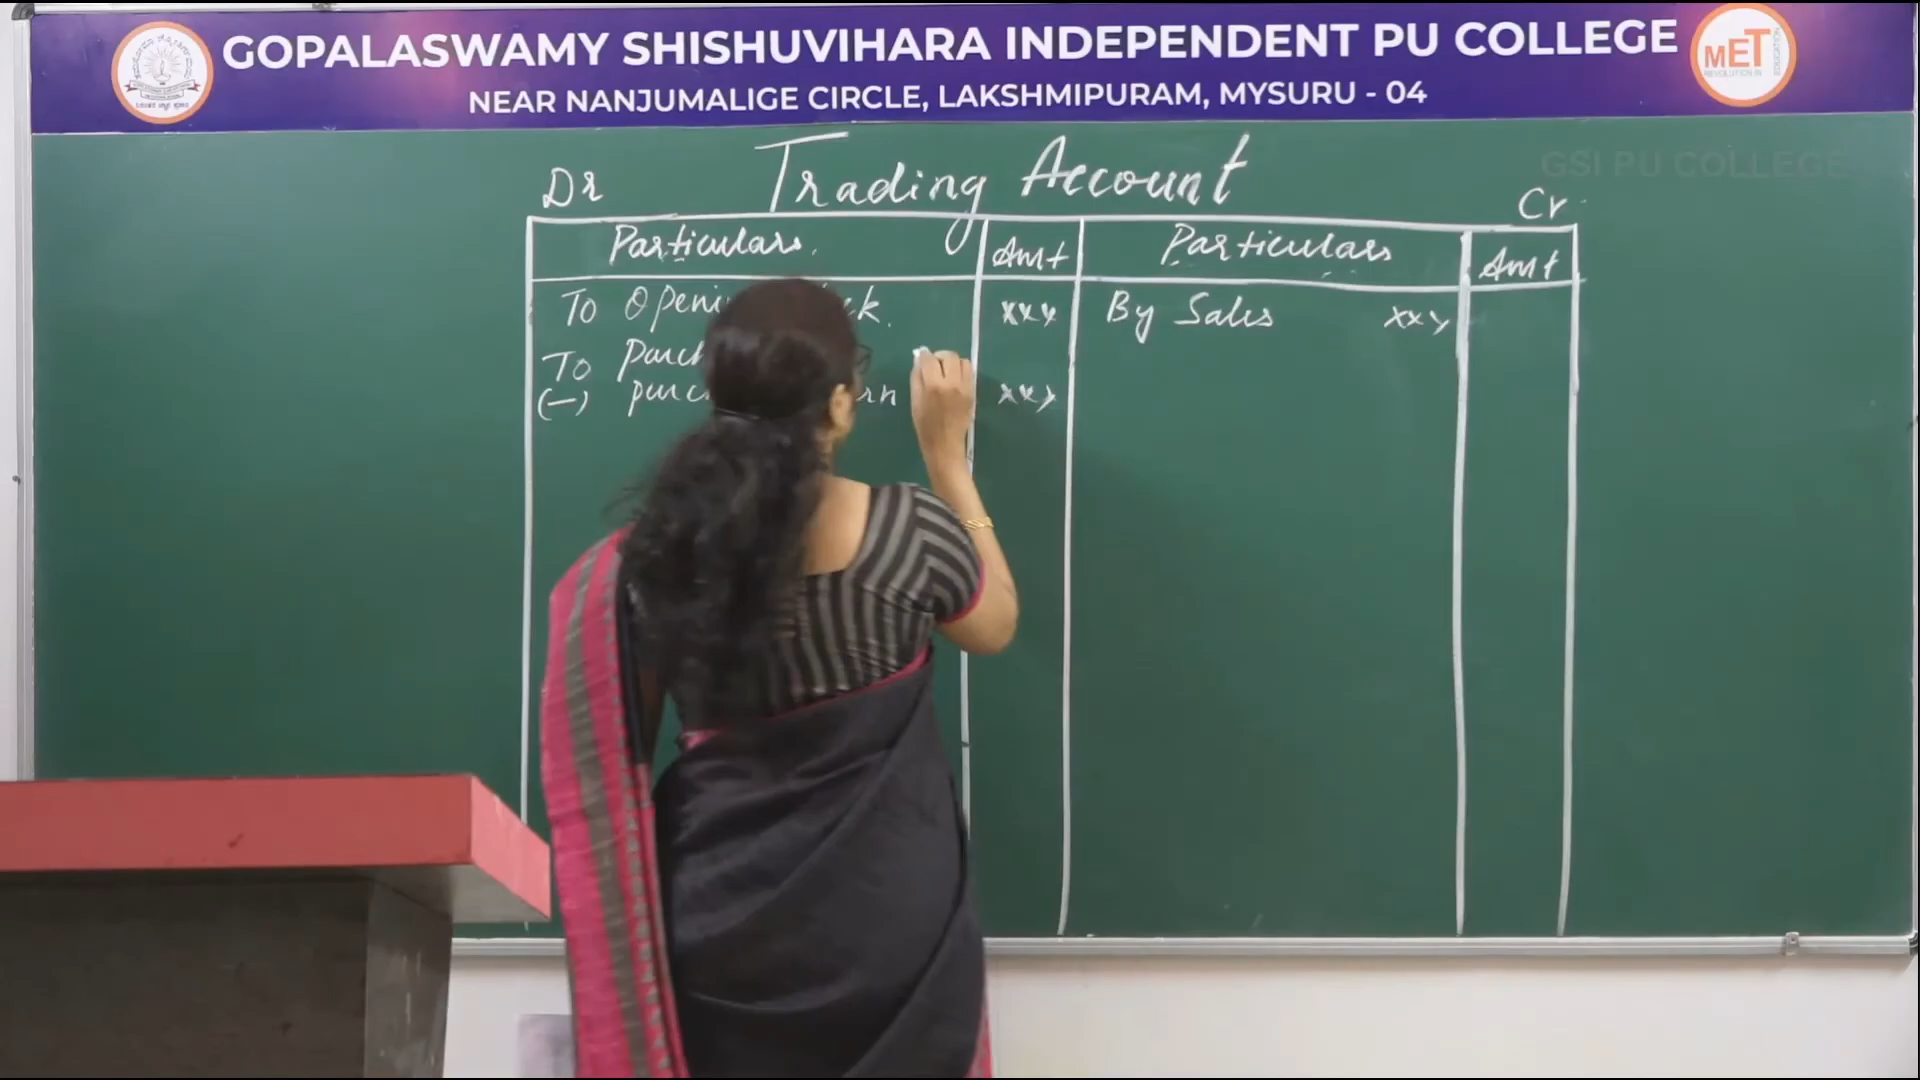 GOPALASWAMY SHISHUVIHARA INDEPENDENT PU COLLEGE
NEAR NANJUMALIGE CIRCLE, LAKSHMIPURAM, MYSURU - 04
MET
GSI PU COLLEGE
Dr Trading Account Cr
Particulars Amt Particulars Amt
To xxx By Sales xxx
To
(-) xxx